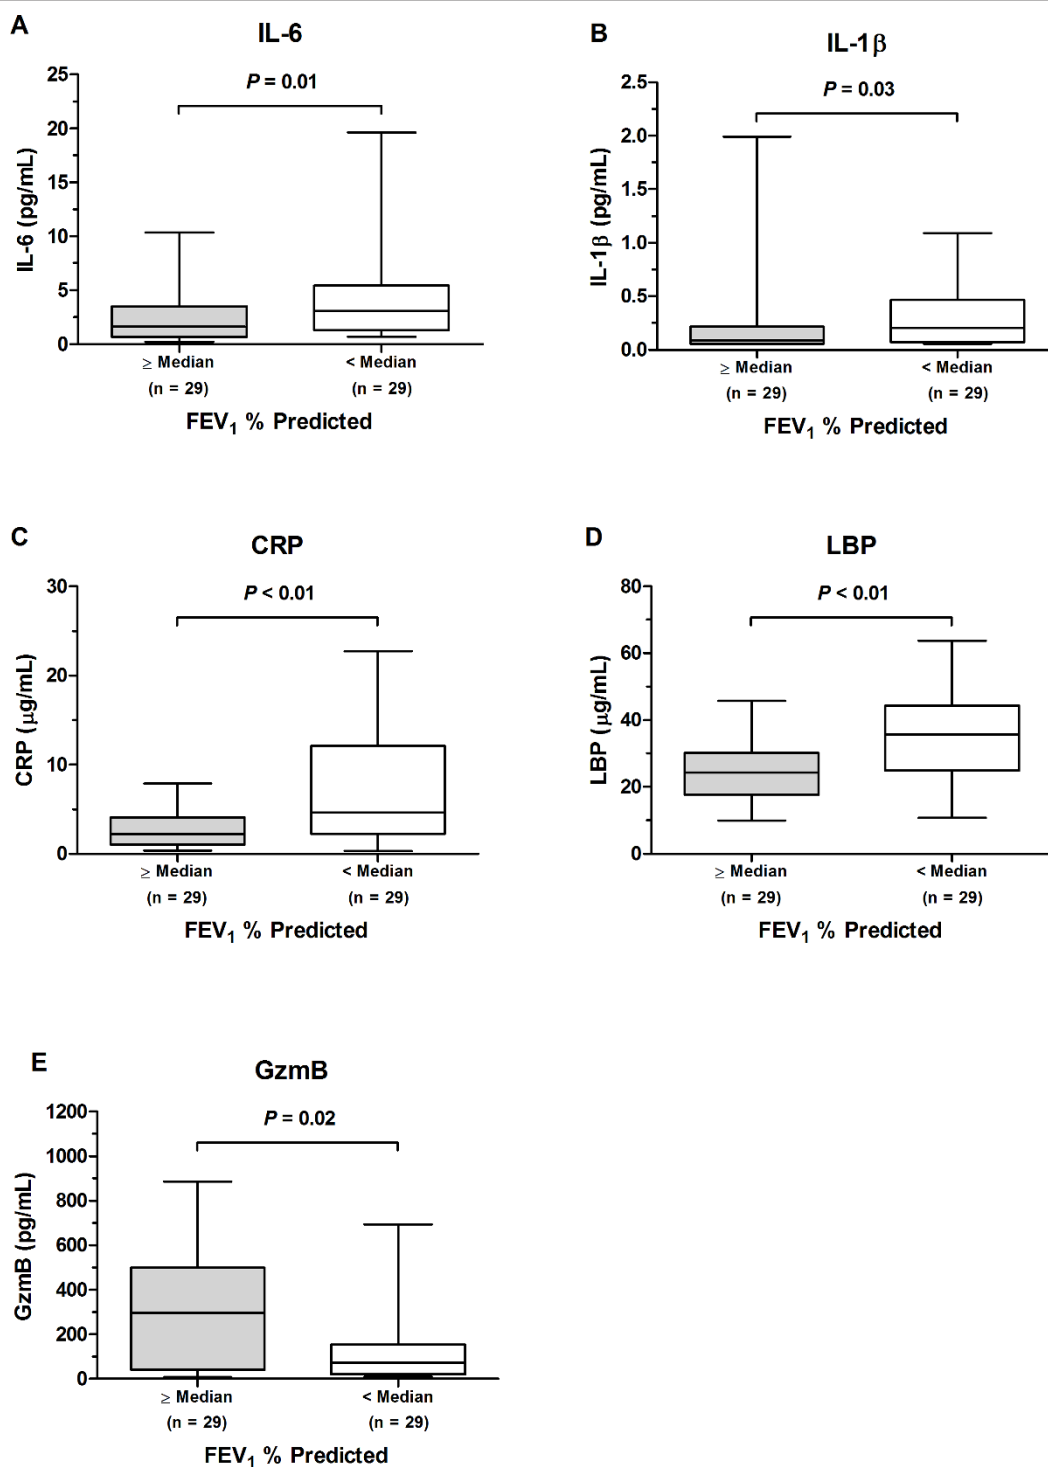 A
IL-6
P = 0.01
25
20
15
10
5
0
IL-6 (pg/mL)
≥ Median
< Median
(n = 29)
(n = 29)
FEV1 % Predicted
B
IL-1β
P = 0.03
2.5
2.0
1.5
1.0
0.5
0.0
IL-1β (pg/mL)
≥ Median
< Median
(n = 29)
(n = 29)
FEV1 % Predicted
C
CRP
P < 0.01
30
20
10
0
CRP (μg/mL)
≥ Median
< Median
(n = 29)
(n = 29)
FEV1 % Predicted
D
LBP
P < 0.01
80
60
40
20
0
LBP (μg/mL)
≥ Median
< Median
(n = 29)
(n = 29)
FEV1 % Predicted
E
GzmB
P = 0.02
1200
1000
800
600
400
200
0
GzmB (pg/mL)
≥ Median
< Median
(n = 29)
(n = 29)
FEV1 % Predicted